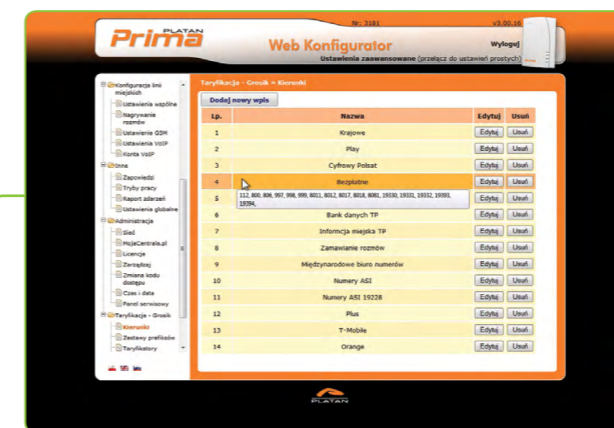 PLATAN
Prima
Nr: 3181
v3.00.16
Web Konfigurator
Wyloguj
Ustawienia zaawansowane (przełącz do ustawień prostych)
Konfiguracja linii
miejskich
Ustawienia wspólne
Nagrywanie
rozmów
Ustawienia GSM
Ustawienia VoIP
Konta VoIP
Inne
Zapowiedzi
Tryby pracy
Raport zdarzeń
Ustawienia globalne
Administracja
Sieć
MojaCentrala.pl
Licencje
Zarządzaj
Zmiana kodu
dostępu
Czas i data
Panel serwisowy
Taryfikacja - Grosik
Kierunki
Zestawy prefiksów
Taryfikatory
Taryfikacja - Grosik » Kierunki
Dodaj nowy wpis
Lp. Nazwa Edytuj Usuń
1 Krajowe Edytuj Usuń
2 Play Edytuj Usuń
3 Cyfrowy Polsat Edytuj Usuń
4 Bezpłatne Edytuj Usuń
5 Edytuj Usuń
112, 800, 806, 997, 998, 999, 8011, 8012, 8017, 8018, 8081, 19330, 19331, 19332, 19393,
19394,
6 Bank danych TP Edytuj Usuń
7 Informcja miejska TP Edytuj Usuń
8 Zamawianie rozmów Edytuj Usuń
9 Międzynarodowe biuro numerów Edytuj Usuń
10 Numery ASI Edytuj Usuń
11 Numery ASI 19228 Edytuj Usuń
12 Plus Edytuj Usuń
13 T-Mobile Edytuj Usuń
14 Orange Edytuj Usuń
PLATAN